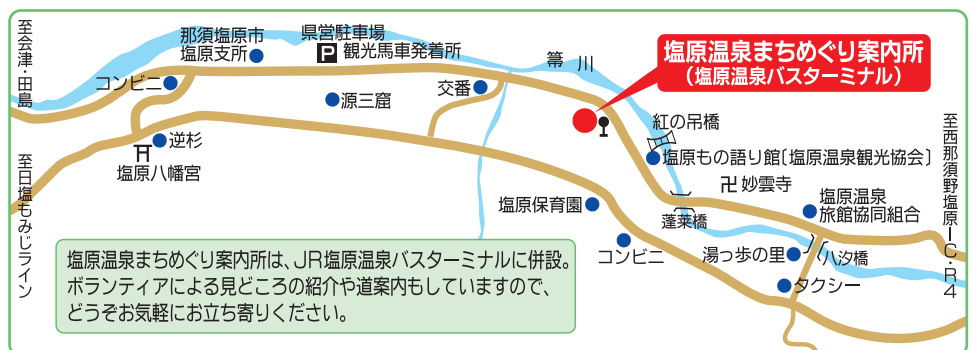 至会津・田島
那須塩原市
塩原支所
県営駐車場
P 観光馬車発着所
箒川
塩原温泉まちめぐり案内所
（塩原温泉バスターミナル）
コンビニ
源三窟
交番
紅の吊橋
塩原もの語り館〔塩原温泉観光協会〕
至西那須野塩原IC・R4
逆杉
塩原八幡宮
至日塩もみじライン
卍妙雲寺
塩原温泉
旅館協同組合
塩原保育園
蓬莱橋
コンビニ
湯っ歩の里
八汐橋
タクシー
塩原温泉まちめぐり案内所は、JR塩原温泉バスターミナルに併設。
ボランティアによる見どころの紹介や道案内もしていますので、
どうぞお気軽にお立ち寄りください。